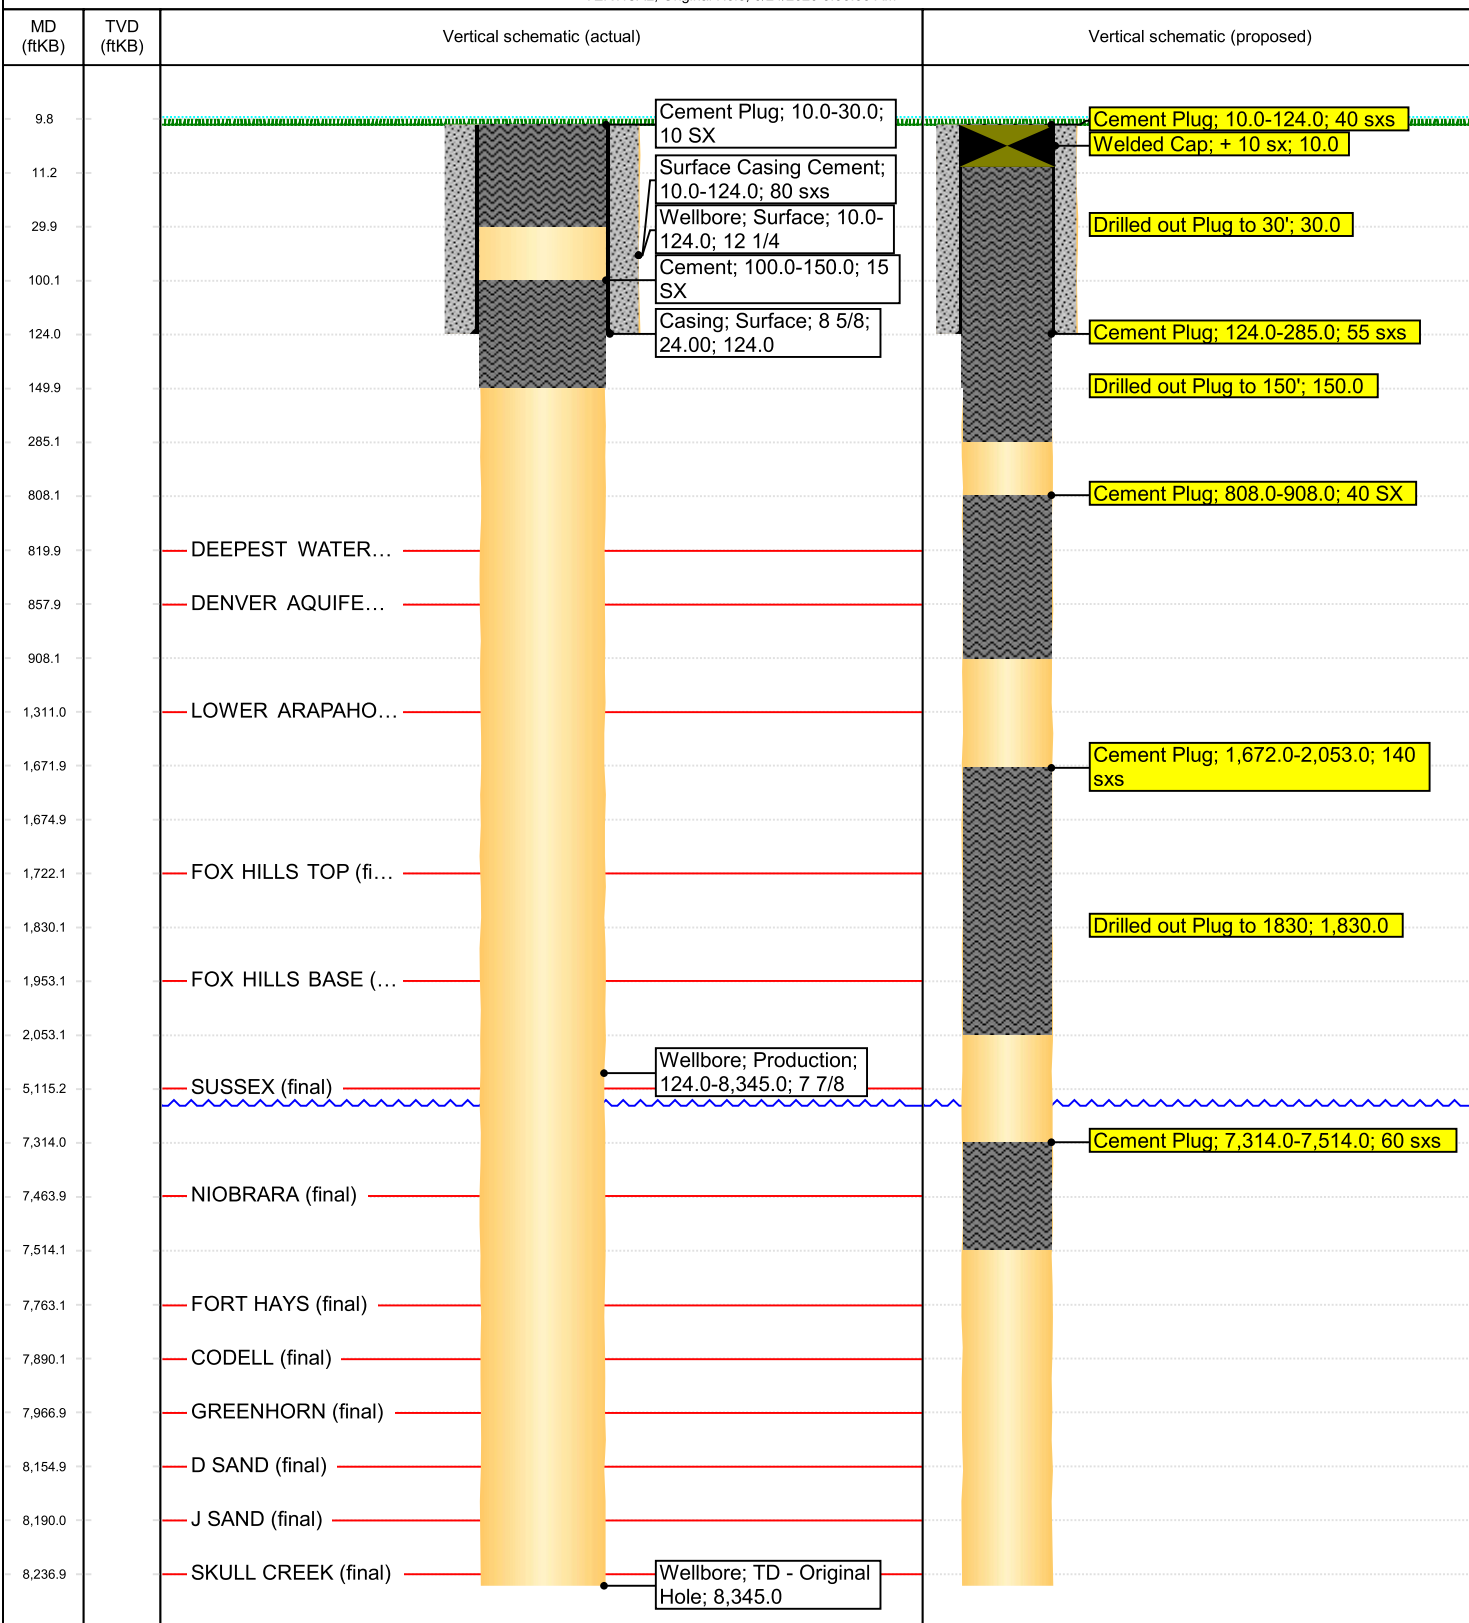 MD
(ftKB)
TVD
(ftKB)
Vertical schematic (actual)
Vertical schematic (proposed)
9.8
11.2
29.9
100.1
124.0
149.9
285.1
808.1
819.9
857.9
908.1
1,311.0
1,671.9
1,674.9
1,722.1
1,830.1
1,953.1
2,053.1
5,115.2
7,314.0
7,463.9
7,514.1
7,763.1
7,890.1
7,966.9
8,154.9
8,190.0
8,236.9
DEEPEST WATER…
DENVER AQUIFE…
LOWER ARAPAHO…
FOX HILLS TOP (fi…
FOX HILLS BASE (…
SUSSEX (final)
NIOBRARA (final)
FORT HAYS (final)
CODELL (final)
GREENHORN (final)
D SAND (final)
J SAND (final)
SKULL CREEK (final)
Cement Plug; 10.0-30.0;
10 SX
Surface Casing Cement;
10.0-124.0; 80 sxs
Wellbore; Surface; 10.0-
124.0; 12 1/4
Cement; 100.0-150.0; 15
SX
Casing; Surface; 8 5/8;
24.00; 124.0
Wellbore; Production;
124.0-8,345.0; 7 7/8
Wellbore; TD - Original
Hole; 8,345.0
Cement Plug; 10.0-124.0; 40 sxs
Welded Cap; + 10 sx; 10.0
Drilled out Plug to 30'; 30.0
Cement Plug; 124.0-285.0; 55 sxs
Drilled out Plug to 150'; 150.0
Cement Plug; 808.0-908.0; 40 SX
Cement Plug; 1,672.0-2,053.0; 140
sxs
Drilled out Plug to 1830; 1,830.0
Cement Plug; 7,314.0-7,514.0; 60 sxs